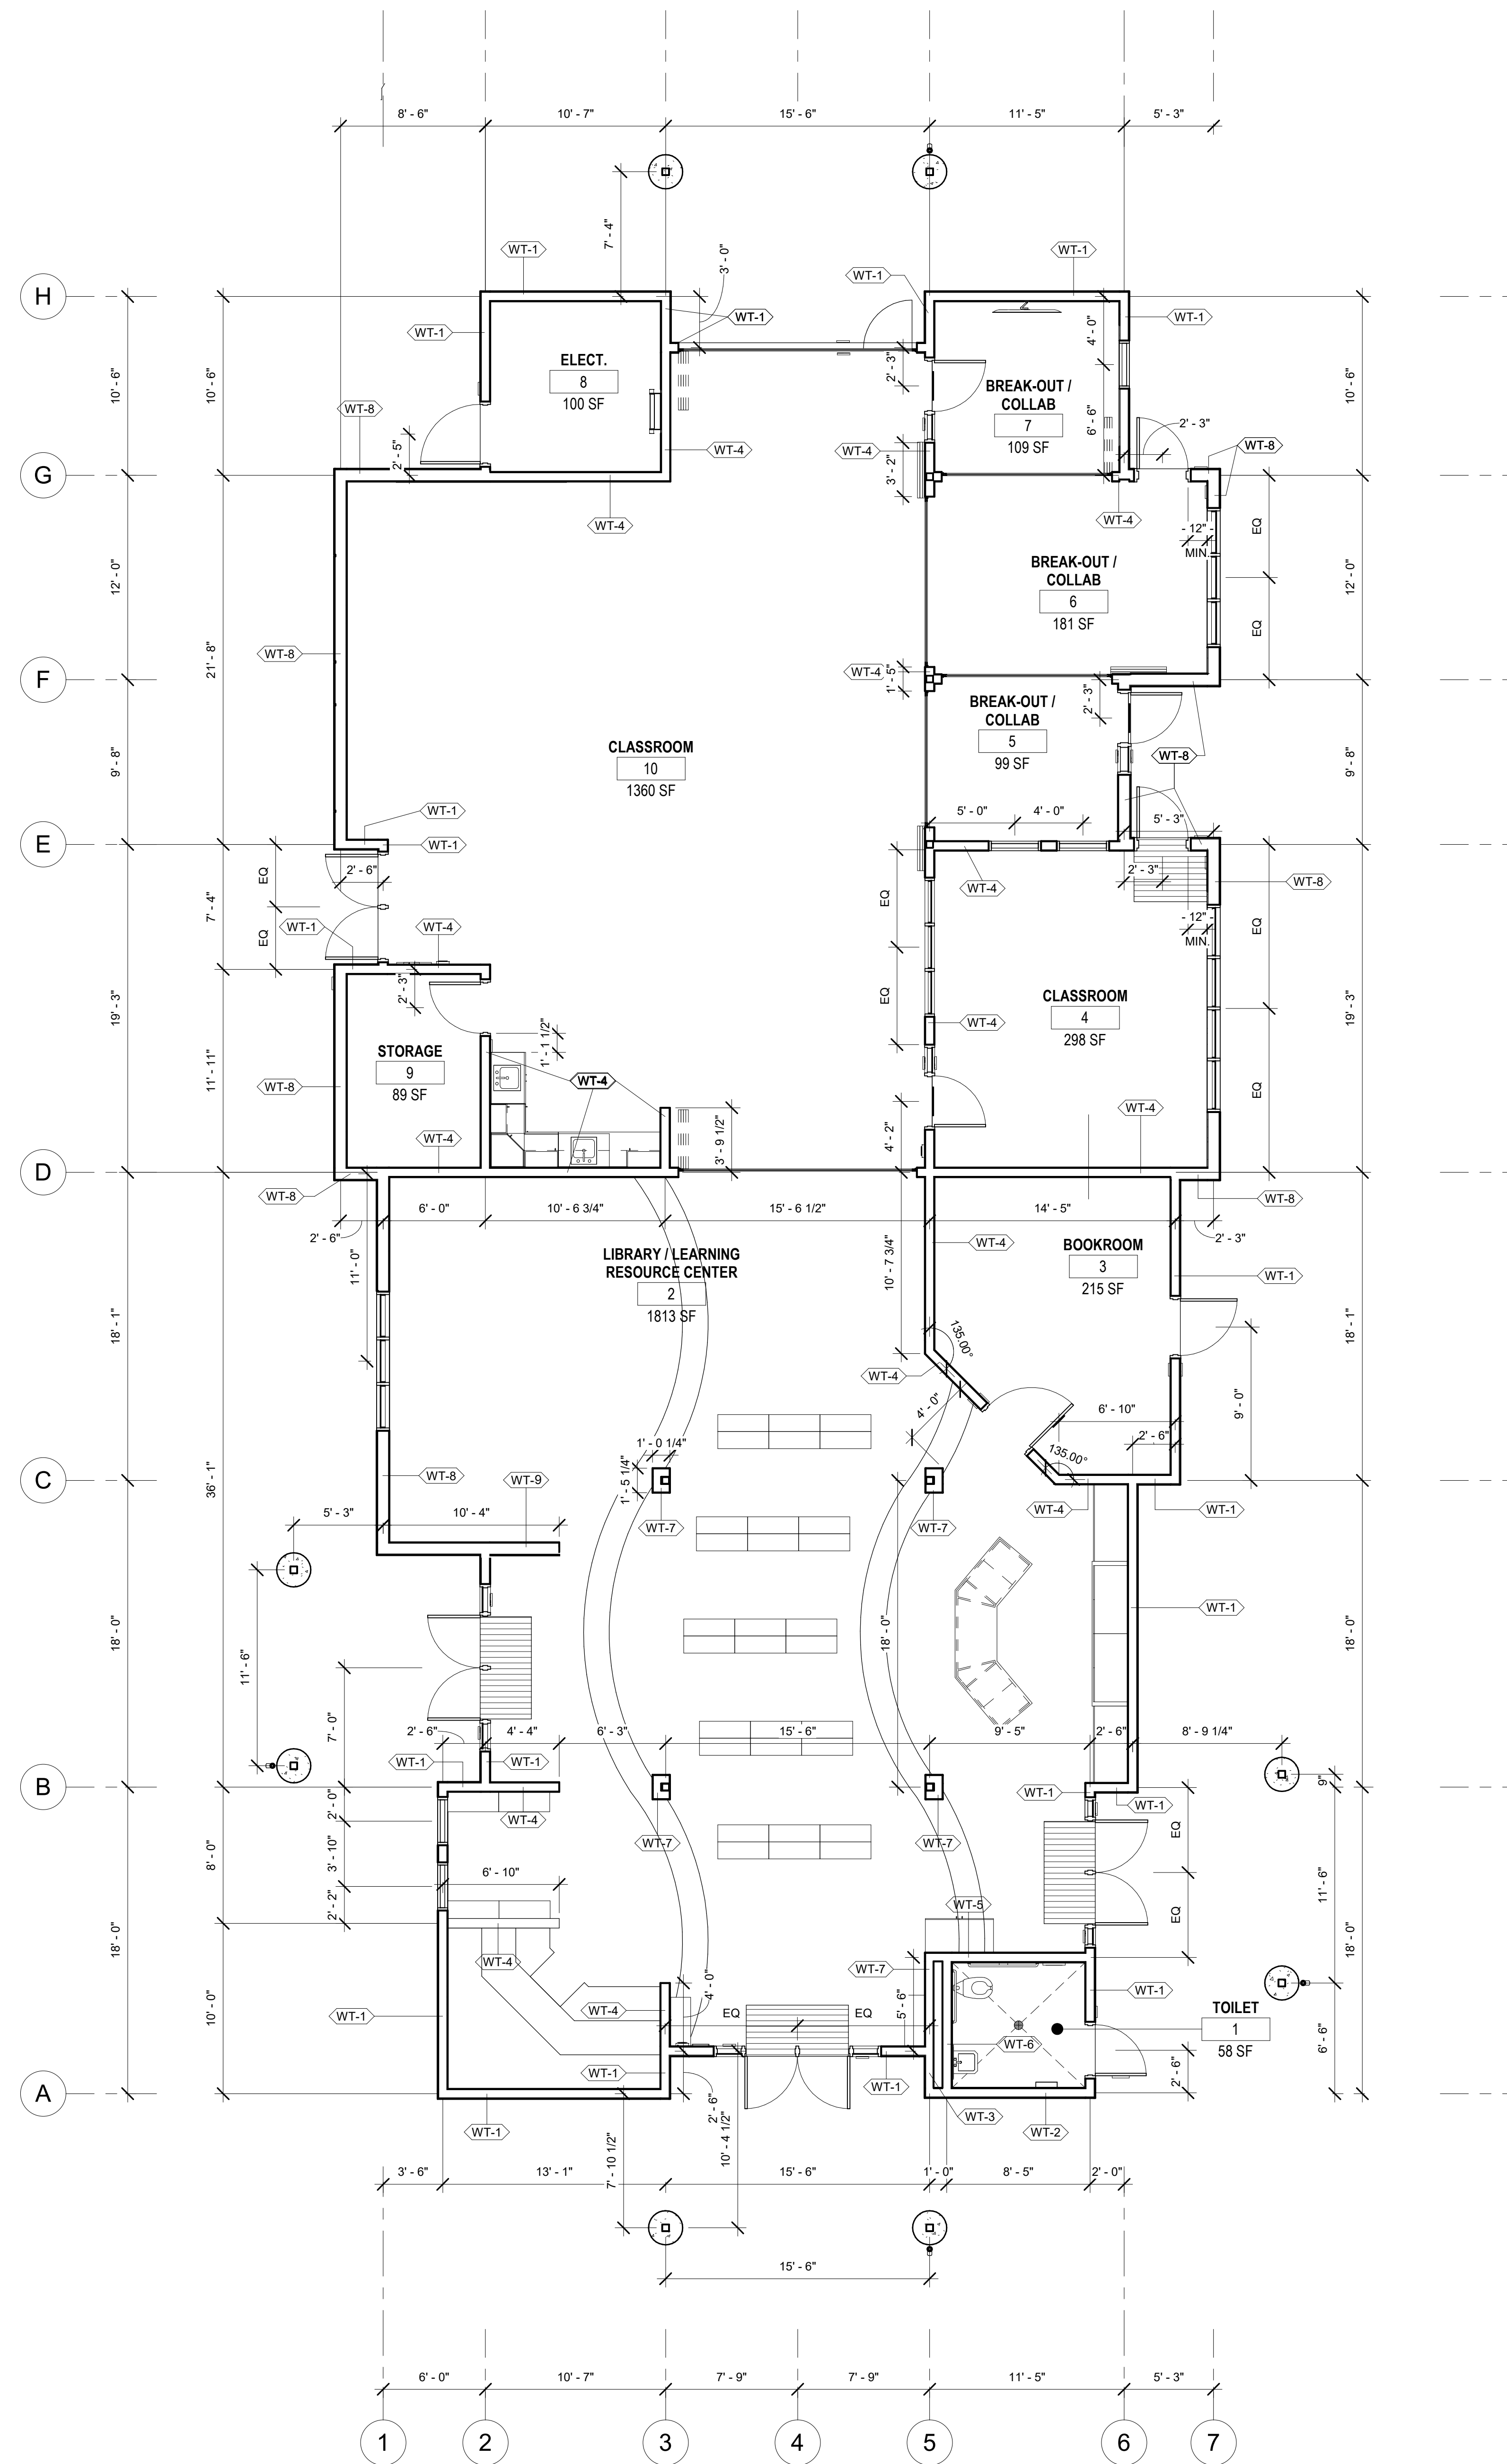 8' - 6"
10' - 7"
15' - 6"
11' - 5"
5' - 3"
7' - 4"
3' - 0"
WT-1
WT-1
WT-1
H
WT-1
WT-1
WT-1
4' - 0"
ELECT.
8
100 SF
2' - 3"
BREAK-OUT /
COLLAB
7
109 SF
10' - 6"
10' - 6"
10' - 6"
WT-8
6' - 6"
2' - 3"
WT-4
WT-4
WT-8
2' - 5"
3' - 2"
G
WT-4
WT-4
- 12" -
MIN.
EQ
12' - 0"
BREAK-OUT /
COLLAB
6
181 SF
12' - 0"
EQ
21' - 8"
WT-8
WT-4
1' - 5"
F
2' - 3"
BREAK-OUT /
COLLAB
5
99 SF
CLASSROOM
10
1360 SF
WT-8
9' - 8"
9' - 8"
WT-1
5' - 0"
4' - 0"
5' - 3"
E
WT-1
2' - 6"
EQ
WT-4
2' - 3"
WT-8
EQ
7' - 4"
- 12" -
MIN.
EQ
WT-1
WT-4
EQ
2' - 3"
EQ
19' - 3"
CLASSROOM
4
298 SF
19' - 3"
WT-4
1' - 1 1/2"
STORAGE
9
89 SF
WT-4
11' - 11"
WT-8
EQ
WT-4
WT-4
3' - 9 1/2"
4' - 2"
D
WT-8
WT-8
6' - 0"
10' - 6 3/4"
15' - 6 1/2"
14' - 5"
2' - 6"
2' - 3"
11' - 0"
LIBRARY / LEARNING
RESOURCE CENTER
2
1813 SF
WT-4
10' - 7 3/4"
BOOKROOM
3
215 SF
WT-1
18' - 1"
18' - 1"
135.00°
WT-4
4' - 0"
6' - 10"
9' - 0"
2' - 6"
1' - 0 1/4"
135.00°
1' - 5 1/4"
C
36' - 1"
WT-8
WT-9
5' - 3"
10' - 4"
WT-7
WT-7
WT-4
WT-1
WT-1
18' - 0"
11' - 6"
18' - 0"
18' - 0"
7' - 0"
2' - 6"
4' - 4"
6' - 3"
15' - 6"
9' - 5"
2' - 6"
8' - 9 1/4"
WT-1
WT-1
9"
B
2' - 0"
WT-1
WT-1
WT-4
WT-7
WT-7
EQ
8' - 0"
3' - 10"
6' - 10"
2' - 2"
11' - 6"
WT-5
EQ
18' - 0"
18' - 0"
WT-4
WT-7
4' - 0"
10' - 0"
WT-1
WT-4
EQ
EQ
5' - 6"
WT-1
TOILET
1
58 SF
WT-6
6' - 6"
WT-1
WT-1
2' - 6"
A
WT-1
2' - 6"
WT-3
WT-2
10' - 4 1/2"
7' - 10 1/2"
3' - 6"
13' - 1"
15' - 6"
1' - 0"
8' - 5"
2' - 0"
15' - 6"
6' - 0"
10' - 7"
7' - 9"
7' - 9"
11' - 5"
5' - 3"
1
2
3
4
5
6
7